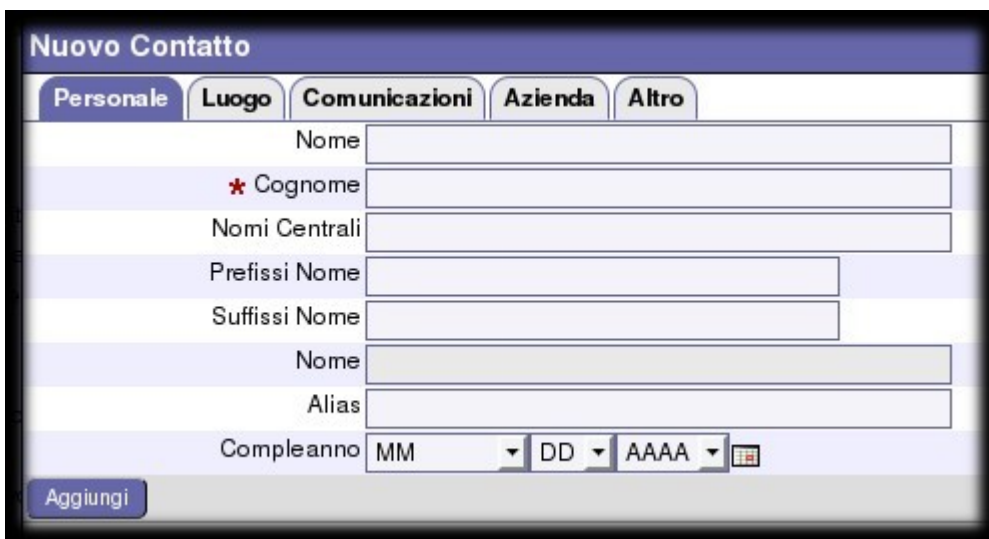 Nuovo Contatto
Personale Luogo Comunicazioni Azienda Altro
Nome
* Cognome
Nomi Centrali
Prefissi Nome
Suffissi Nome
Nome
Alias
Compleanno MM DD AAAA
Aggiungi